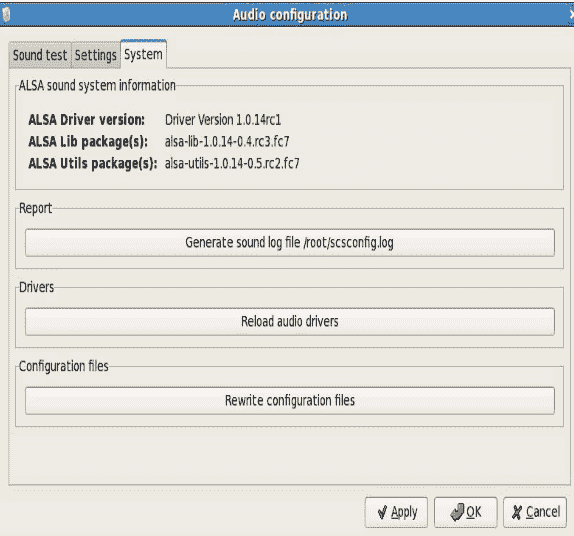 Audio configuration
Sound test Settings System
ALSA sound system information
ALSA Driver version: Driver Version 1.0.14rc1
ALSA Lib package(s): alsa-lib-1.0.14-0.4.rc3.fc7
ALSA Utils package(s): alsa-utils-1.0.14-0.5.rc2.fc7
Report
Generate sound log file /root/scsconfig.log
Drivers
Reload audio drivers
Configuration files
Rewrite configuration files
Apply OK Cancel